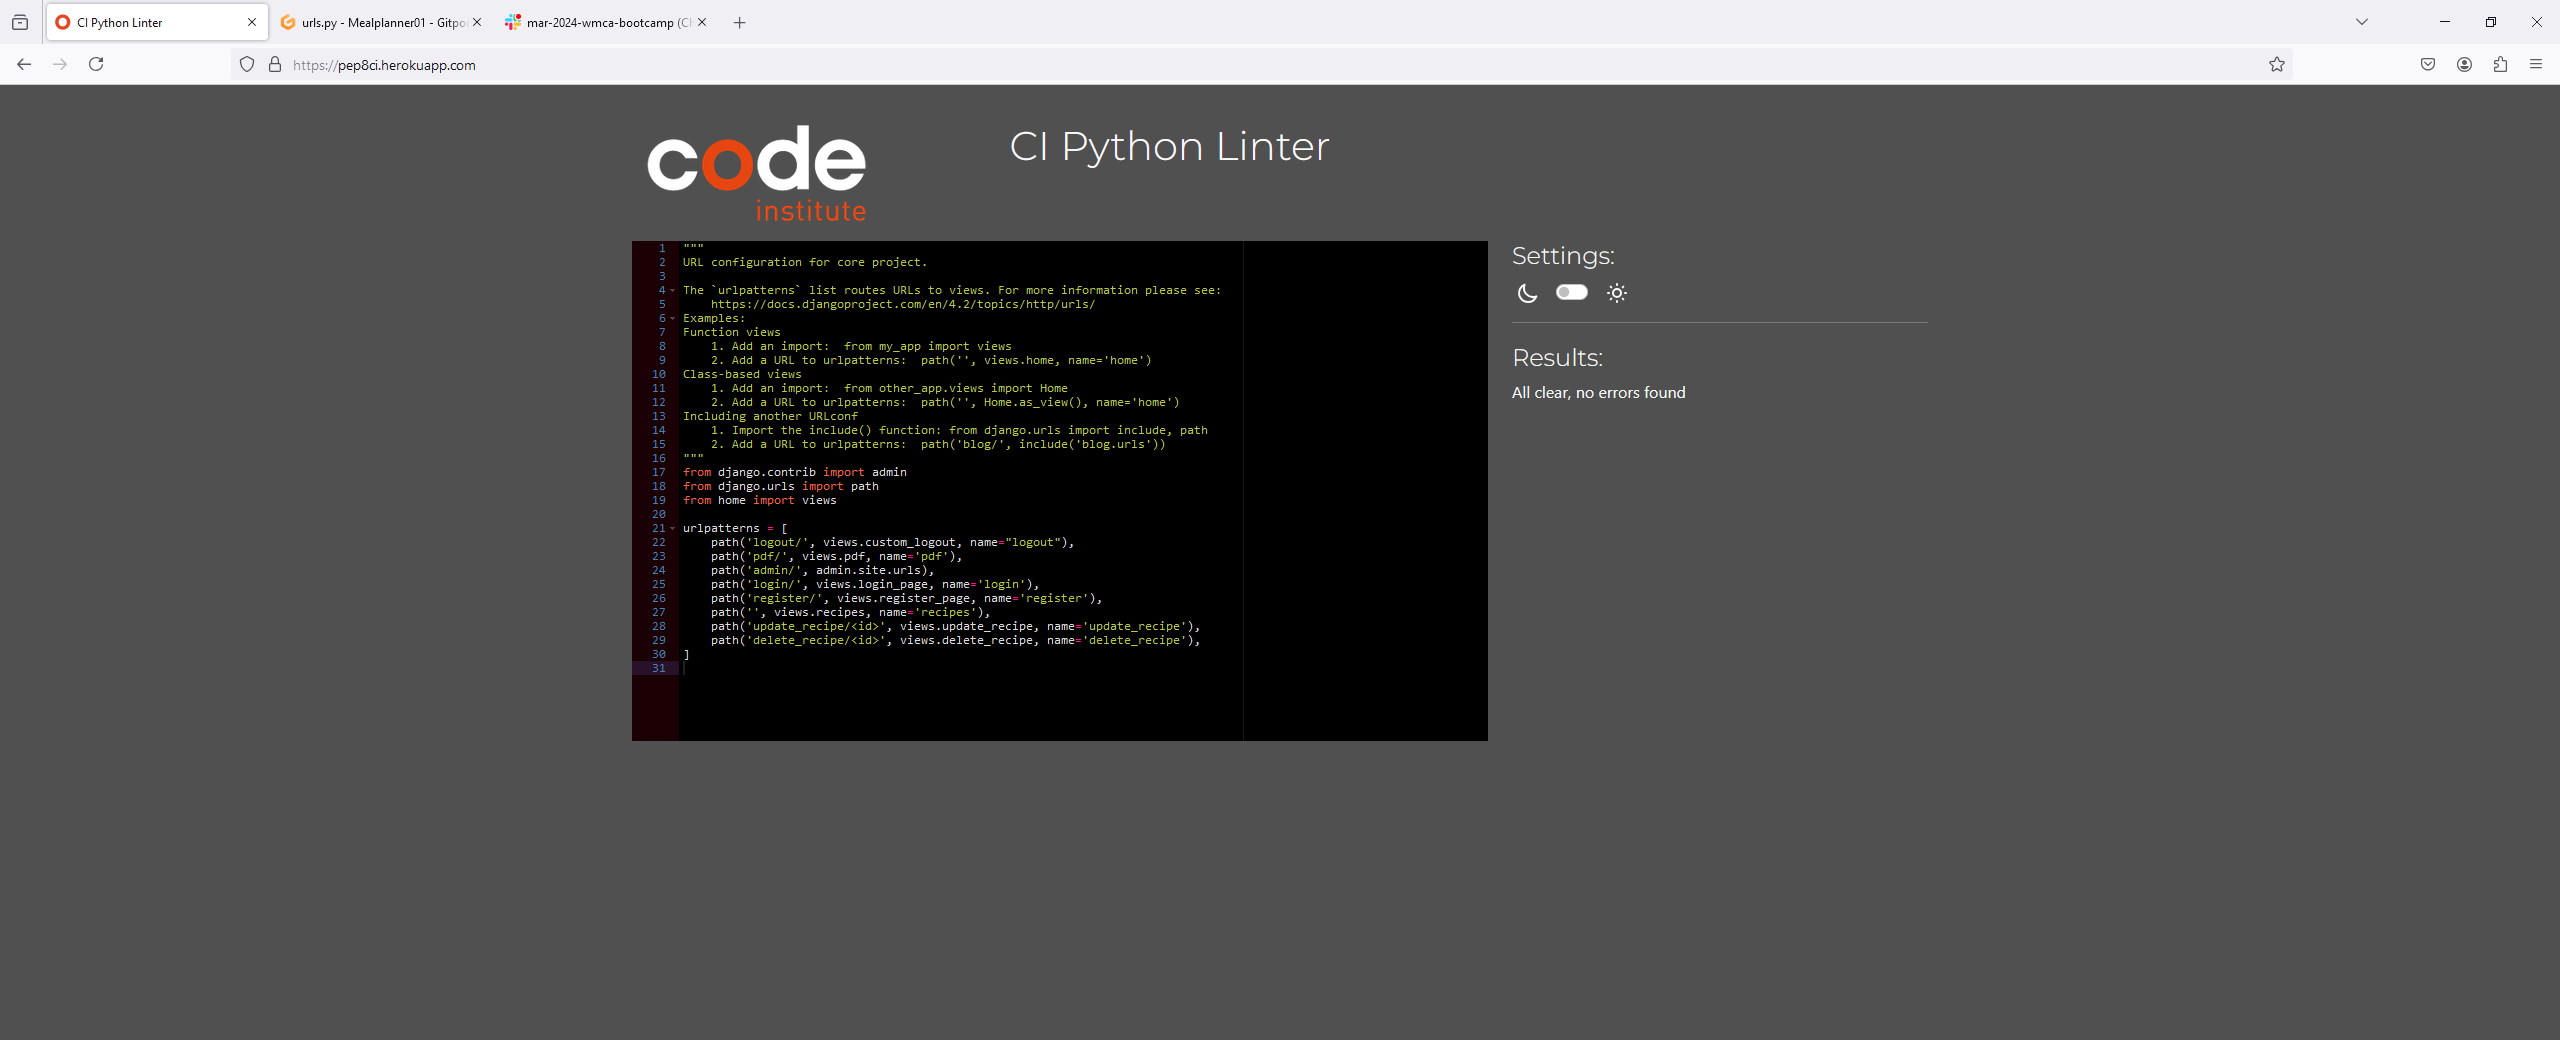 CI Python Linter
urls.py - Mealplanner01 - Gitpo
mar-2024-wmca-bootcamp (Ch
https://pep8ci.herokuapp.com
code
institute
CI Python Linter
1 """
2 URL configuration for core project.
3
4 The `urlpatterns` list routes URLs to views. For more information please see:
5     https://docs.djangoproject.com/en/4.2/topics/http/urls/
6 Examples:
7 Function views
8     1. Add an import:  from my_app import views
9     2. Add a URL to urlpatterns:  path('', views.home, name='home')
10 Class-based views
11     1. Add an import:  from other_app.views import Home
12     2. Add a URL to urlpatterns:  path('', Home.as_view(), name='home')
13 Including another URLconf
14     1. Import the include() function: from django.urls import include, path
15     2. Add a URL to urlpatterns:  path('blog/', include('blog.urls'))
16 """
17 from django.contrib import admin
18 from django.urls import path
19 from home import views
20
21 urlpatterns = [
22     path('logout/', views.custom_logout, name="logout"),
23     path('pdf/', views.pdf, name='pdf'),
24     path('admin/', admin.site.urls),
25     path('login/', views.login_page, name='login'),
26     path('register/', views.register_page, name='register'),
27     path('', views.recipes, name='recipes'),
28     path('update_recipe/<id>', views.update_recipe, name='update_recipe'),
29     path('delete_recipe/<id>', views.delete_recipe, name='delete_recipe'),
30 ]
31
Settings:
Results:
All clear, no errors found